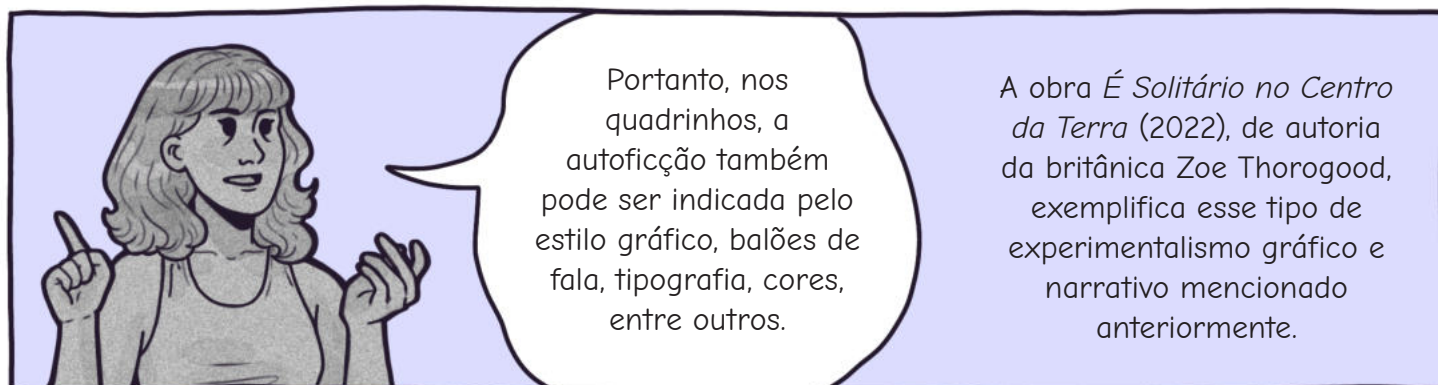 Portanto, nos
quadrinhos, a
autoficção também
pode ser indicada pelo
estilo gráfico, balões de
fala, tipografia, cores,
entre outros.
A obra É Solitário no Centro
da Terra (2022), de autoria
da britânica Zoe Thorogood,
exemplifica esse tipo de
experimentalismo gráfico e
narrativo mencionado
anteriormente.